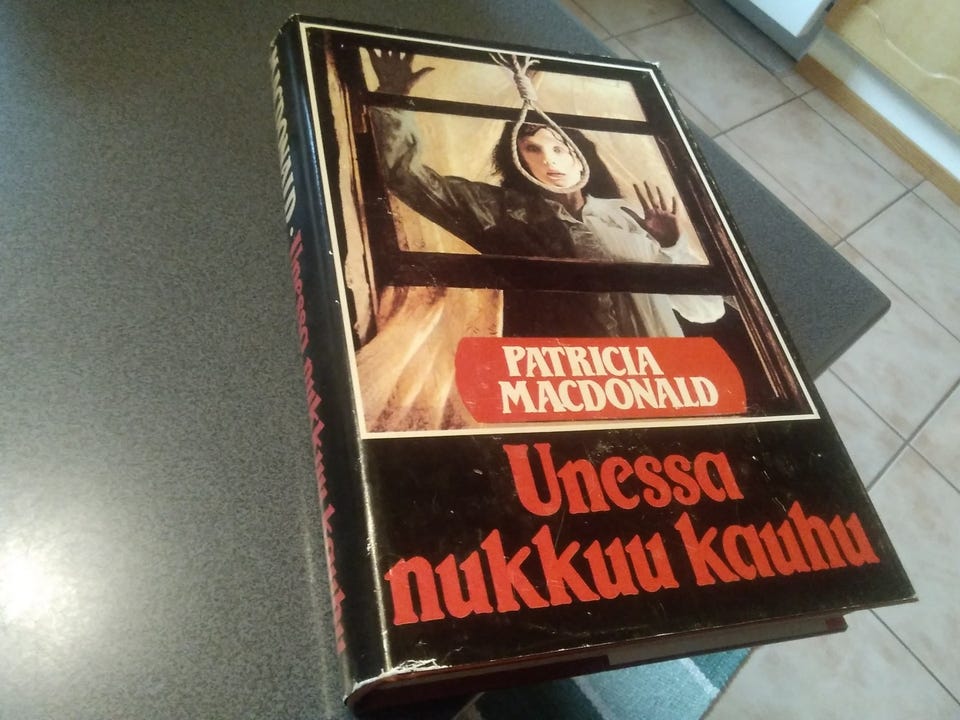 PATRICIA
MACDONALD
Unessa
nukkuu kauhu
MACDONALD • Unessa nukkuu kauhu